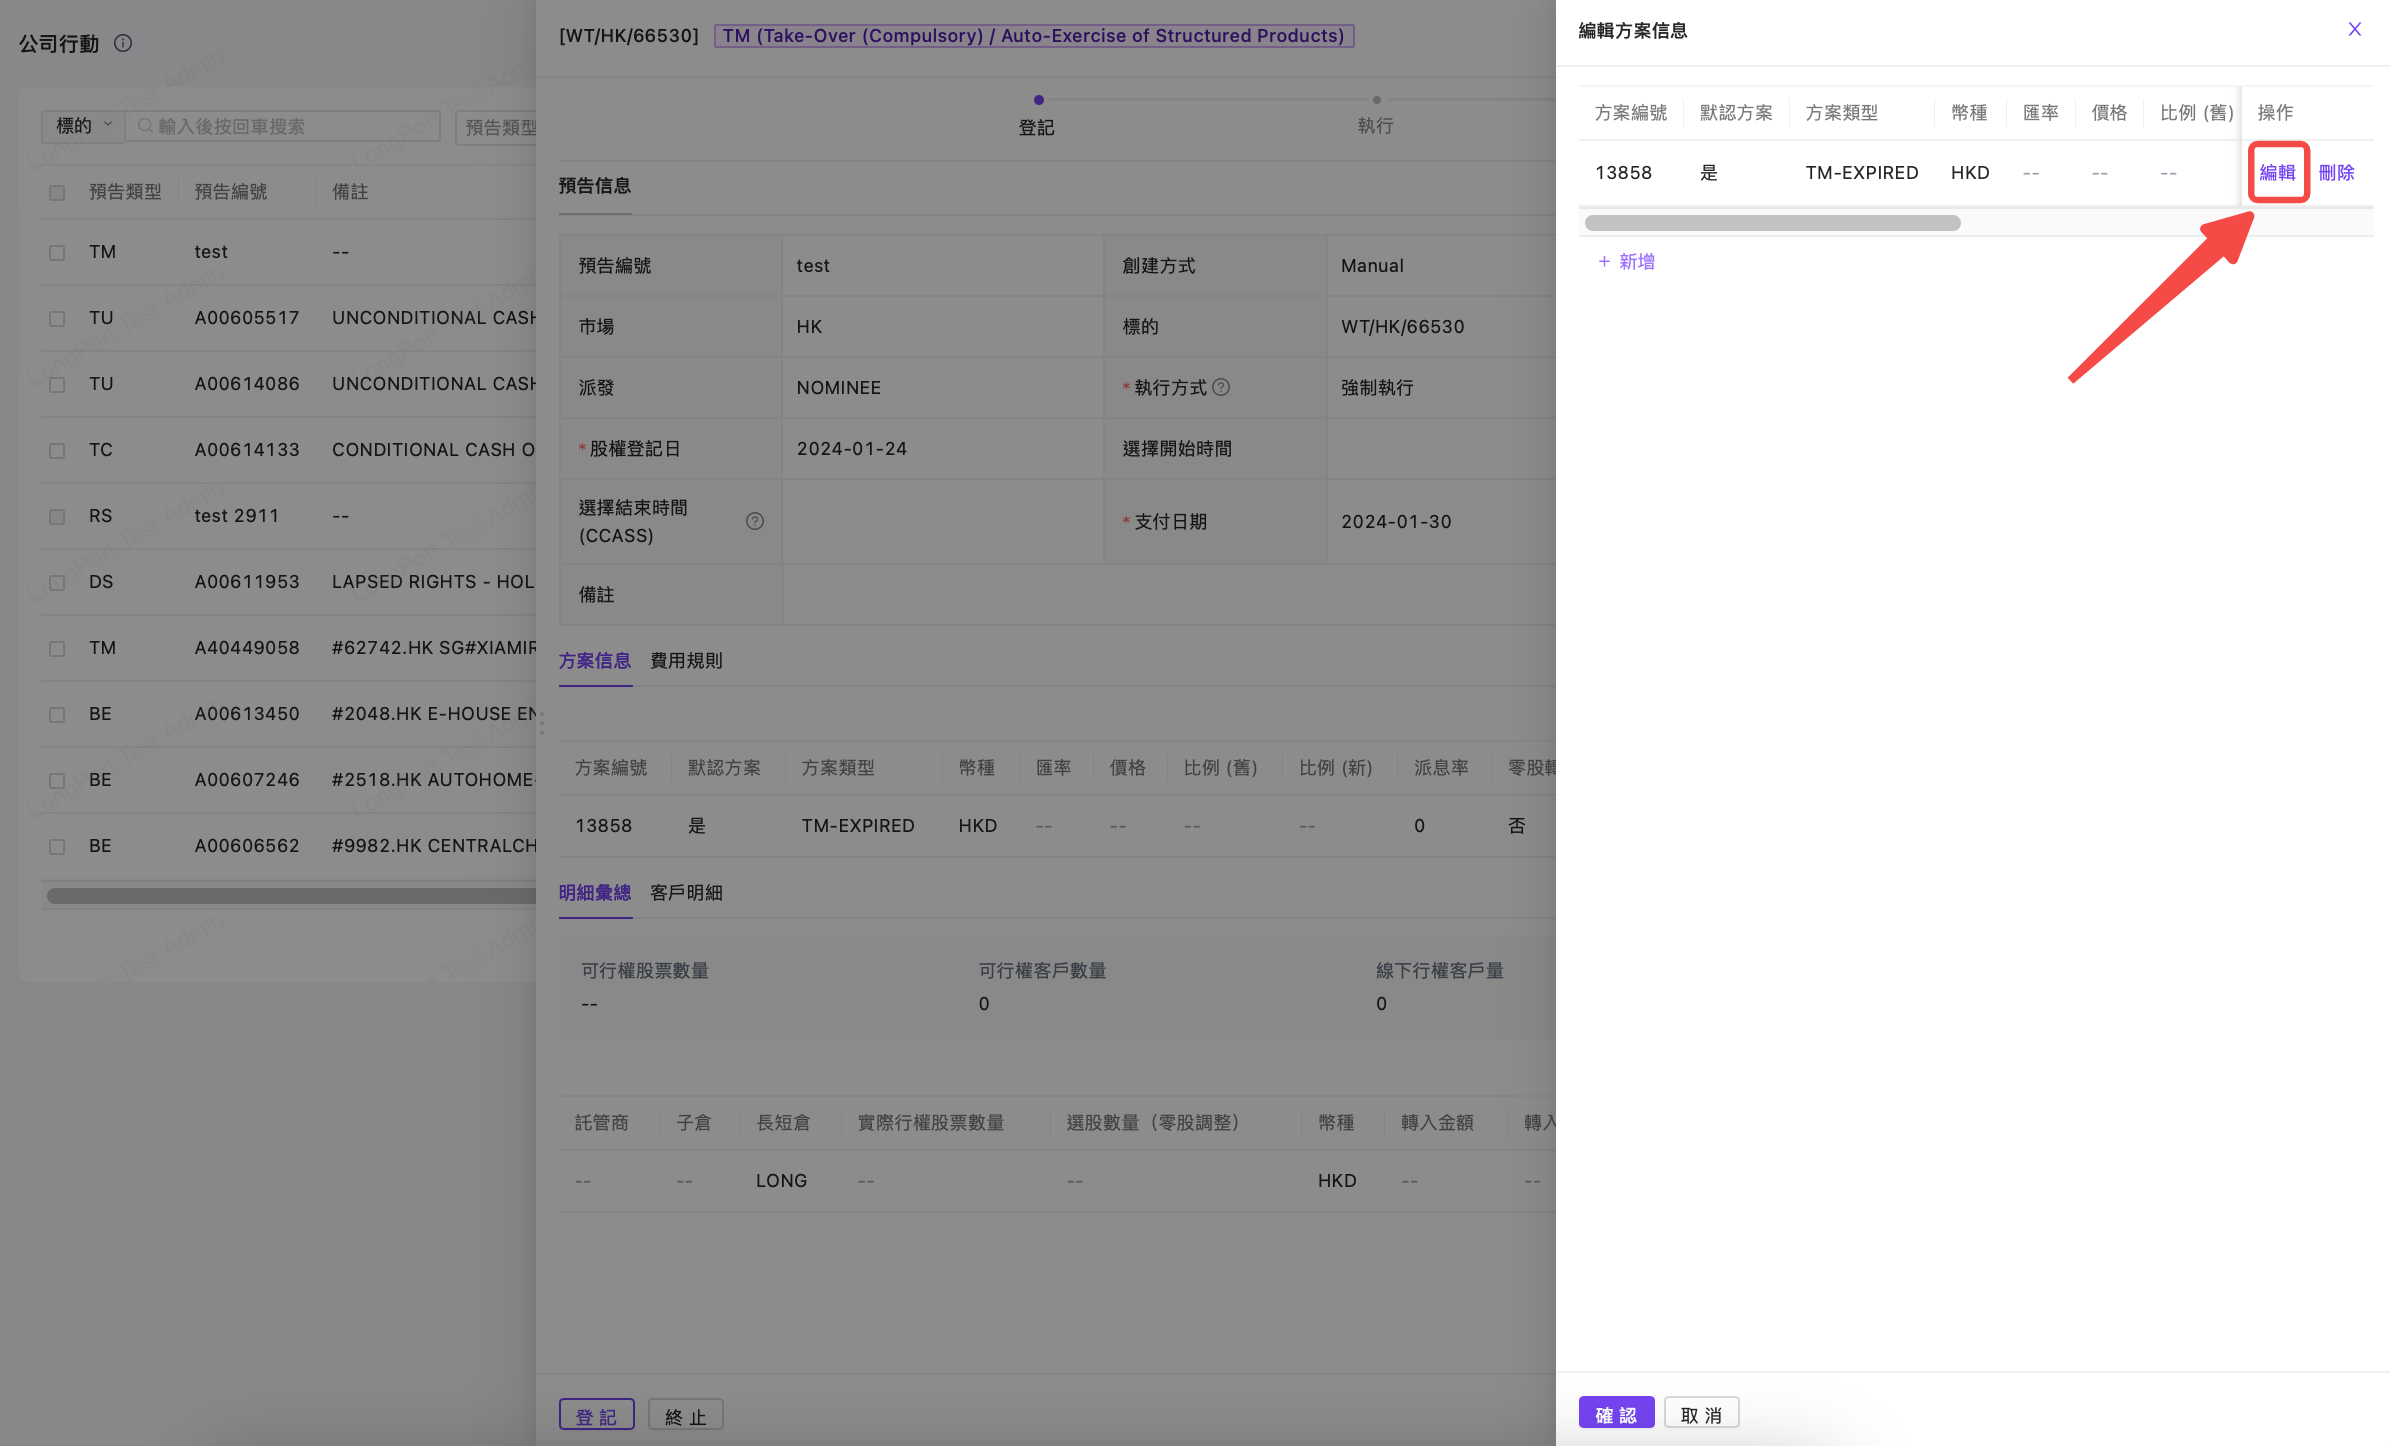 公司行動
標的 輸入後按回車搜索 預告類型
預告類型 預告編號 備註
TM test --
TU A00605517 UNCONDITIONAL CASH
TU A00614086 UNCONDITIONAL CASH
TC A00614133 CONDITIONAL CASH O
RS test 2911 --
DS A00611953 LAPSED RIGHTS - HOL
TM A40449058 #62742.HK SG#XIAMIR
BE A00613450 #2048.HK E-HOUSE EN
BE A00607246 #2518.HK AUTOHOME-
BE A00606562 #9982.HK CENTRALCH
LongPort Test Admin
[WT/HK/66530] TM (Take-Over (Compulsory) / Auto-Exercise of Structured Products)
登記 執行
預告信息
預告編號 test 創建方式 Manual
市場 HK 標的 WT/HK/66530
派發 NOMINEE * 執行方式 強制執行
* 股權登記日 2024-01-24 選擇開始時間
選擇結束時間
(CCASS) * 支付日期 2024-01-30
備註
方案信息 費用規則
方案編號 默認方案 方案類型 幣種 匯率 價格 比例 (舊) 比例 (新) 派息率 零股
13858 是 TM-EXPIRED HKD -- -- -- -- 0 否
明細彙總 客戶明細
可行權股票數量 可行權客戶數量 線下行權客戶量
-- 0 0
託管商 子倉 長短倉 實際行權股票數量 選股數量（零股調整） 幣種 轉入金額 轉入
-- -- LONG -- -- HKD -- --
登 記 終 止
編輯方案信息
方案編號 默認方案 方案類型 幣種 匯率 價格 比例 (舊) 操作
13858 是 TM-EXPIRED HKD -- -- -- 編輯 刪除
+ 新增
確 認 取 消